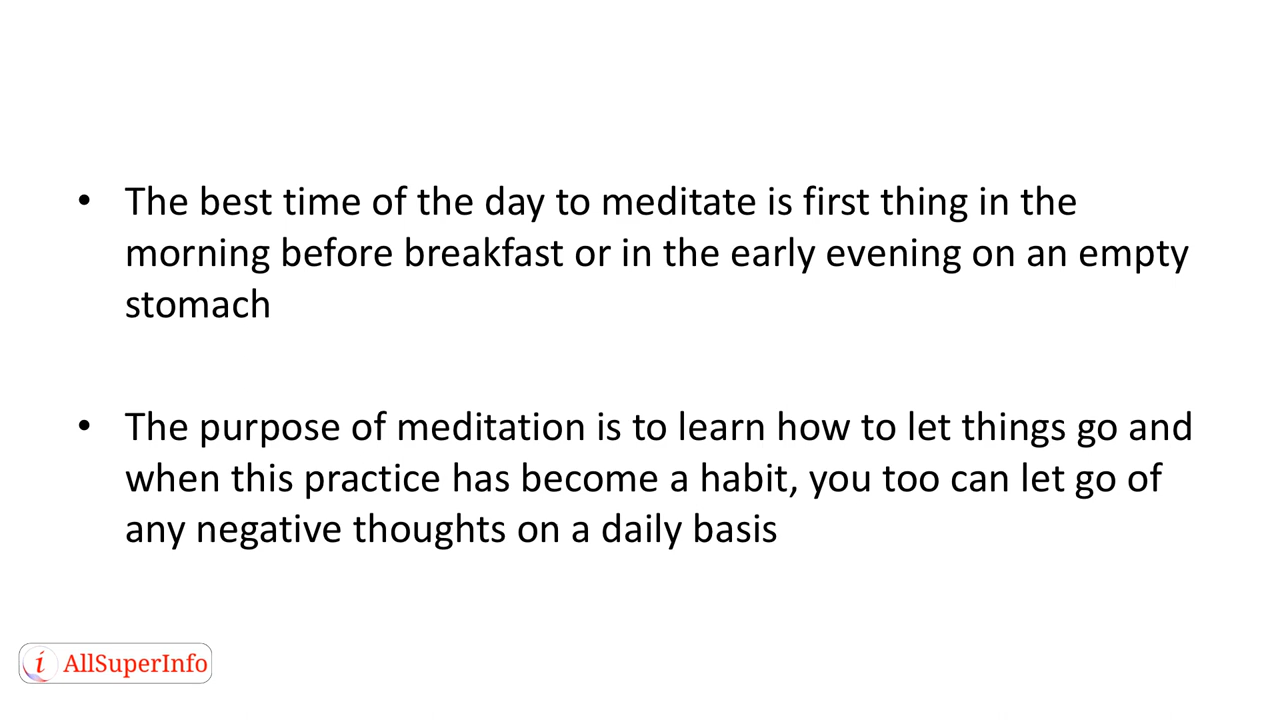 • The best time of the day to meditate is first thing in the
morning before breakfast or in the early evening on an empty
stomach
• The purpose of meditation is to learn how to let things go and
when this practice has become a habit, you too can let go of
any negative thoughts on a daily basis
i AllSuperInfo